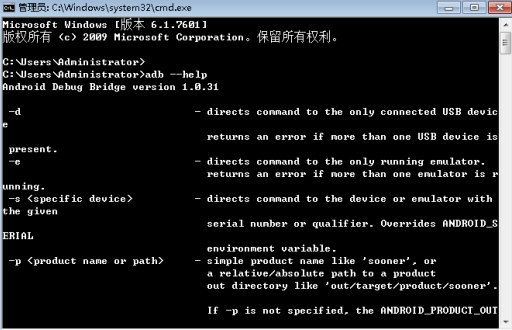 管理员: C:\Windows\system32\cmd.exe
Microsoft Windows [版本 6.1.7601]
版权所有 (c) 2009 Microsoft Corporation。保留所有权利。
C:\Users\Administrator>
C:\Users\Administrator>adb --help
Android Debug Bridge version 1.0.31
-d - directs command to the only connected USB devic
e
returns an error if more than one USB device is
present.
-e - directs command to the only running emulator.
returns an error if more than one emulator is r
unning.
-s <specific device> - directs command to the device or emulator with
the given
serial number or qualifier. Overrides ANDROID_S
ERIAL
environment variable.
-p <product name or path> - simple product name like 'sooner', or
a relative/absolute path to a product
out directory like 'out/target/product/sooner'.
If -p is not specified, the ANDROID_PRODUCT_OUT